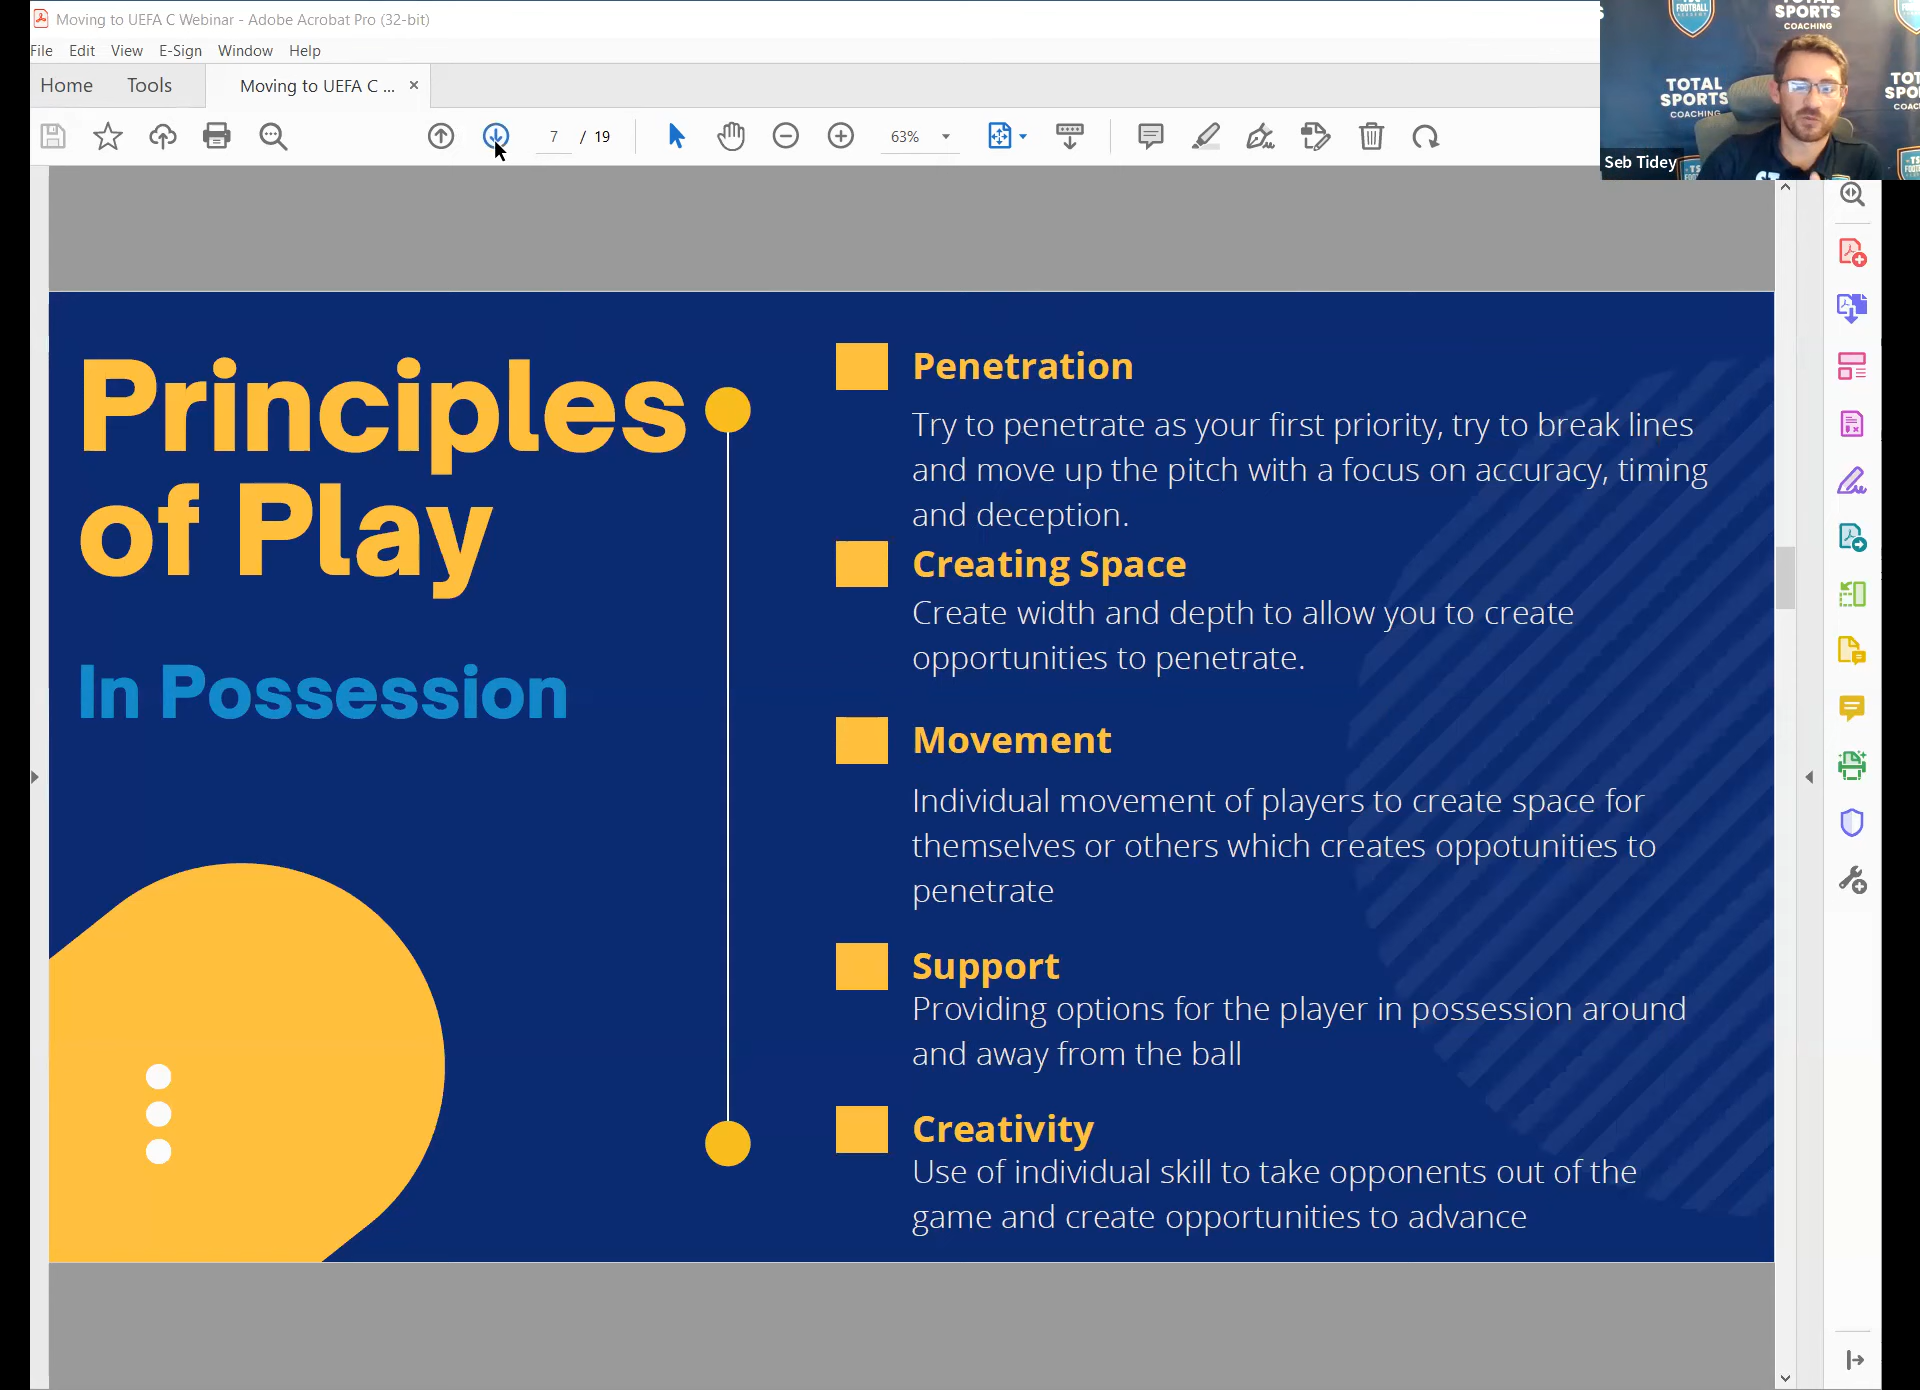 Moving to UEFA C Webinar - Adobe Acrobat Pro (32-bit)
File Edit View E-Sign Window Help
Home Tools Moving to UEFA C ... ×
7 / 19 63%
FOOTBALL
SPORTS
COACHING
TOTAL
SPORTS
COACHING
Seb Tidey
Principles
of Play
In Possession
Penetration
Try to penetrate as your first priority, try to break lines
and move up the pitch with a focus on accuracy, timing
and deception.
Creating Space
Create width and depth to allow you to create
opportunities to penetrate.
Movement
Individual movement of players to create space for
themselves or others which creates oppotunities to
penetrate
Support
Providing options for the player in possession around
and away from the ball
Creativity
Use of individual skill to take opponents out of the
game and create opportunities to advance